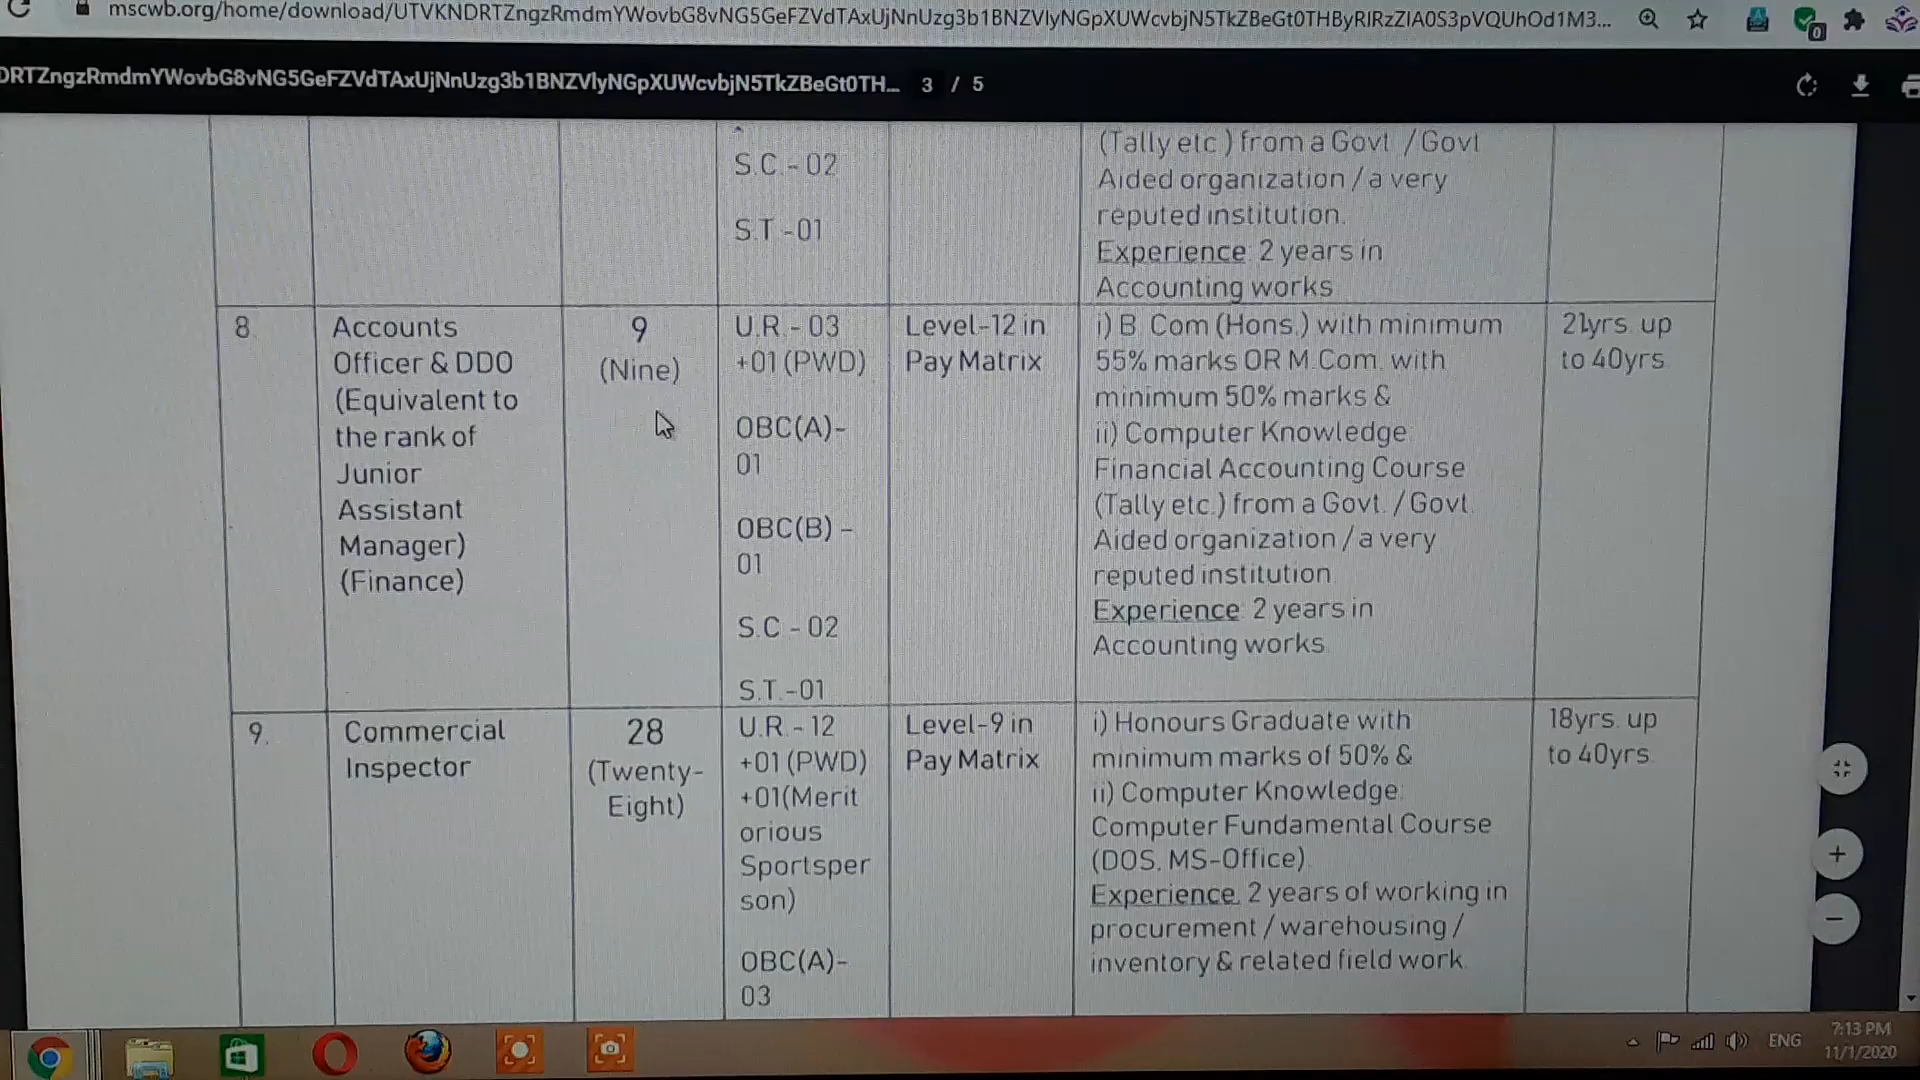 mscwb.org/home/download/UTVKNDRTZngzRmdmYWovbG8vNG5GeFZVdTAxUjNnUzg3b1BNZVlyNGpXUWcvbjN5TkZBeGt0THByRlRzZlA0S3pVQUhOd1M3...
DRTZngzRmdmYWovbG8vNG5GeFZVdTAxUjNnUzg3b1BNZVlyNGpXUWcvbjN5TkZBeGt0TH... 3 / 5
S.C. - 02
S.T -01
(Tally etc ) from a Govt / Govt
Aided organization / a very
reputed institution.
Experience 2 years in
Accounting works
8
Accounts
Officer & DDO
(Equivalent to
the rank of
Junior
Assistant
Manager)
(Finance)
9
(Nine)
U.R. - 03
+01 (PWD)
OBC(A)-
01
OBC(B) -
01
S.C - 02
S.T.-01
Level-12 in
Pay Matrix
i) B Com (Hons.) with minimum
55% marks OR M.Com. with
minimum 50% marks &
ii) Computer Knowledge
Financial Accounting Course
(Tally etc.) from a Govt. / Govt.
Aided organization / a very
reputed institution
Experience 2 years in
Accounting works.
21yrs. up
to 40yrs
9.
Commercial
Inspector
28
(Twenty-
Eight)
U.R. - 12
+01 (PWD)
+01(Merit
orious
Sportsper
son)
OBC(A)-
03
Level-9 in
Pay Matrix
i) Honours Graduate with
minimum marks of 50% &
ii) Computer Knowledge:
Computer Fundamental Course
(DOS, MS-Office).
Experience 2 years of working in
procurement / warehousing /
inventory & related field work.
18yrs. up
to 40yrs.
0
ENG
7:13 PM
11/1/2020